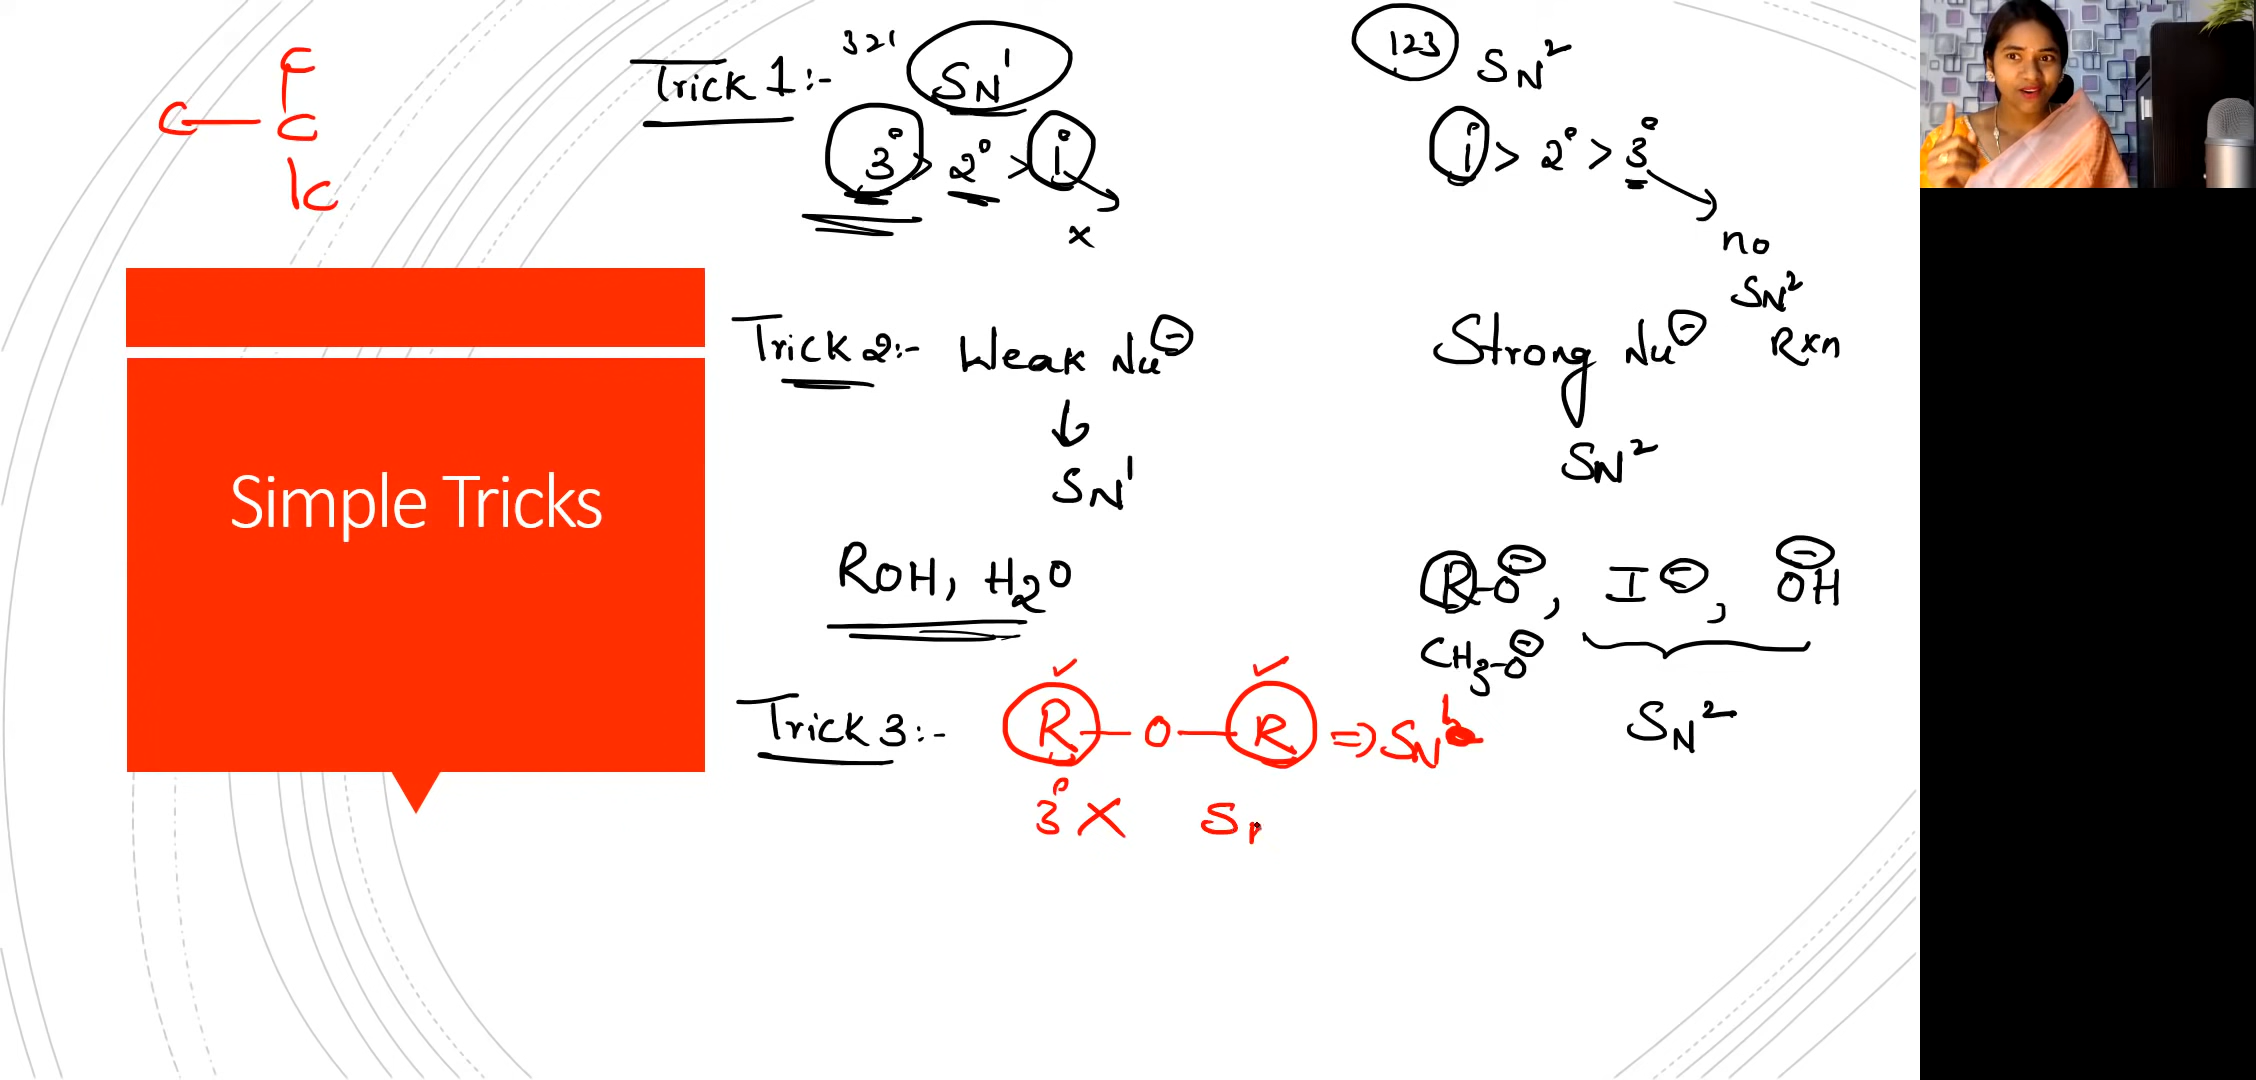 C
C — C
C
Simple Tricks
Trick 1:- 321 SN¹
3° > 2° > 1°
x
123 SN²
1° > 2° > 3°
no
SN²
Rxn
Trick 2:- Weak Nu⊖
↓
SN¹
Strong Nu⊖
SN²
ROH, H2O
R-O⊖, I⊖, ⊖OH
CH3-O⊖
SN²
Trick 3:- R — O — R ⇒ SN
3° X S